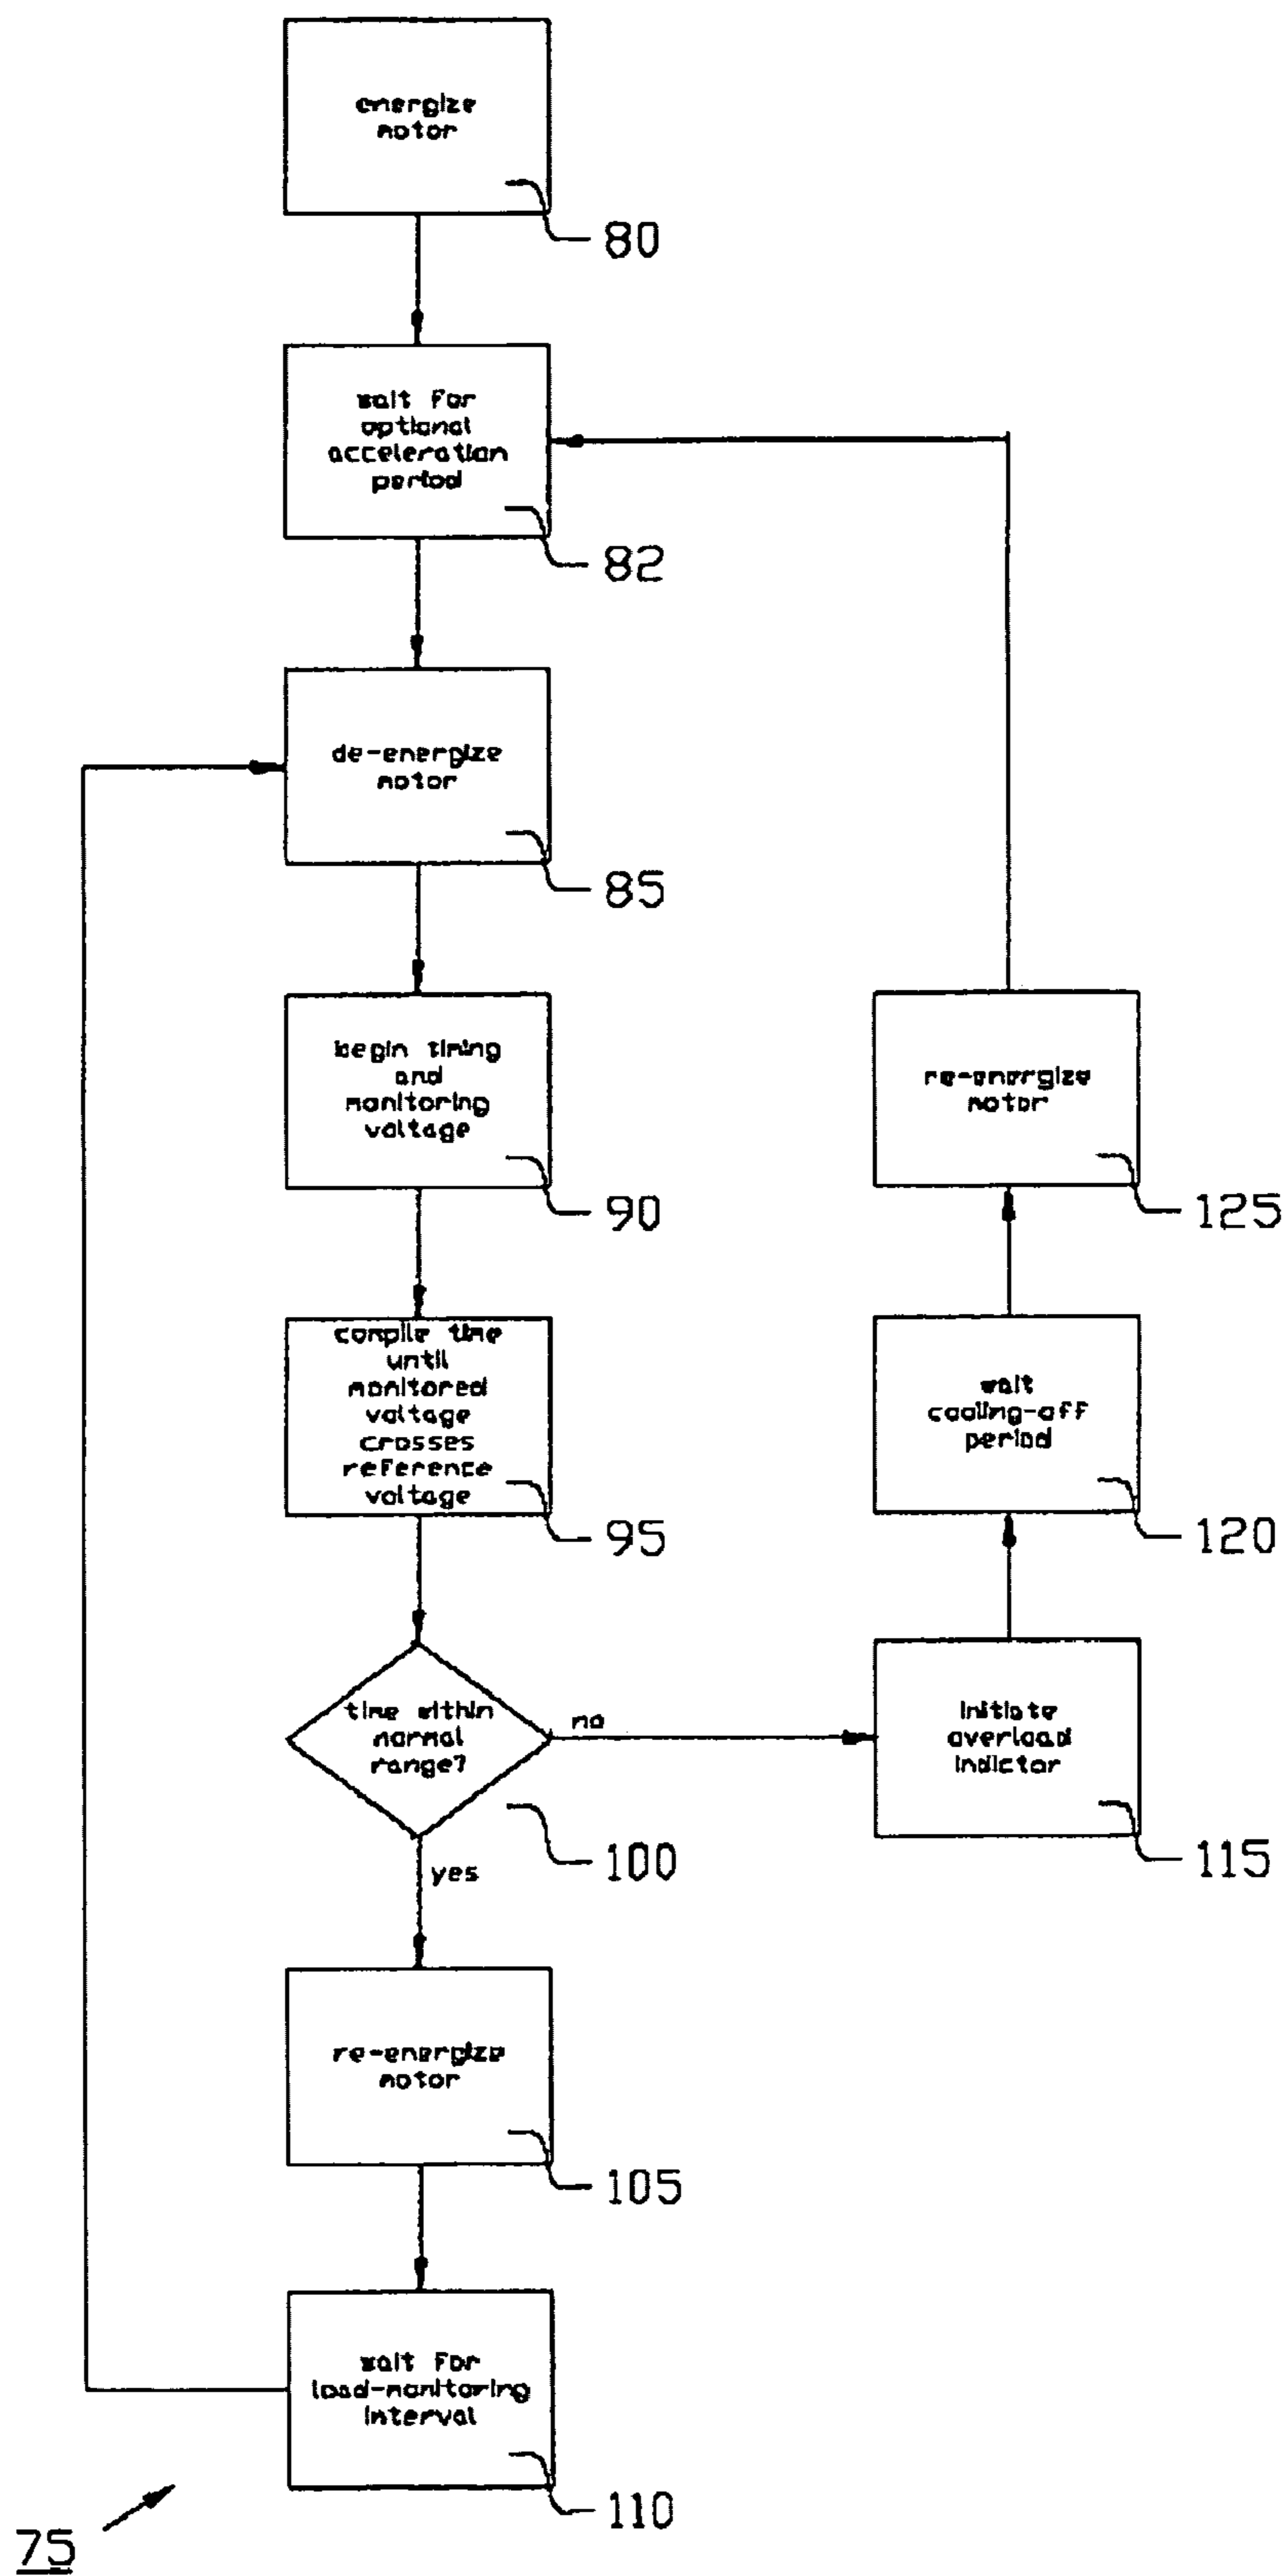 energize
motor
80
wait for
optional
acceleration
period
82
de-energize
motor
85
begin timing
and
monitoring
voltage
90
compile time
until
monitored
voltage
crosses
reference
voltage
95
time within
normal
range?
100
no
yes
re-energize
motor
105
wait for
load-monitoring
interval
110
initiate
overload
indictor
115
wait
cooling-off
period
120
re-energize
motor
125
75